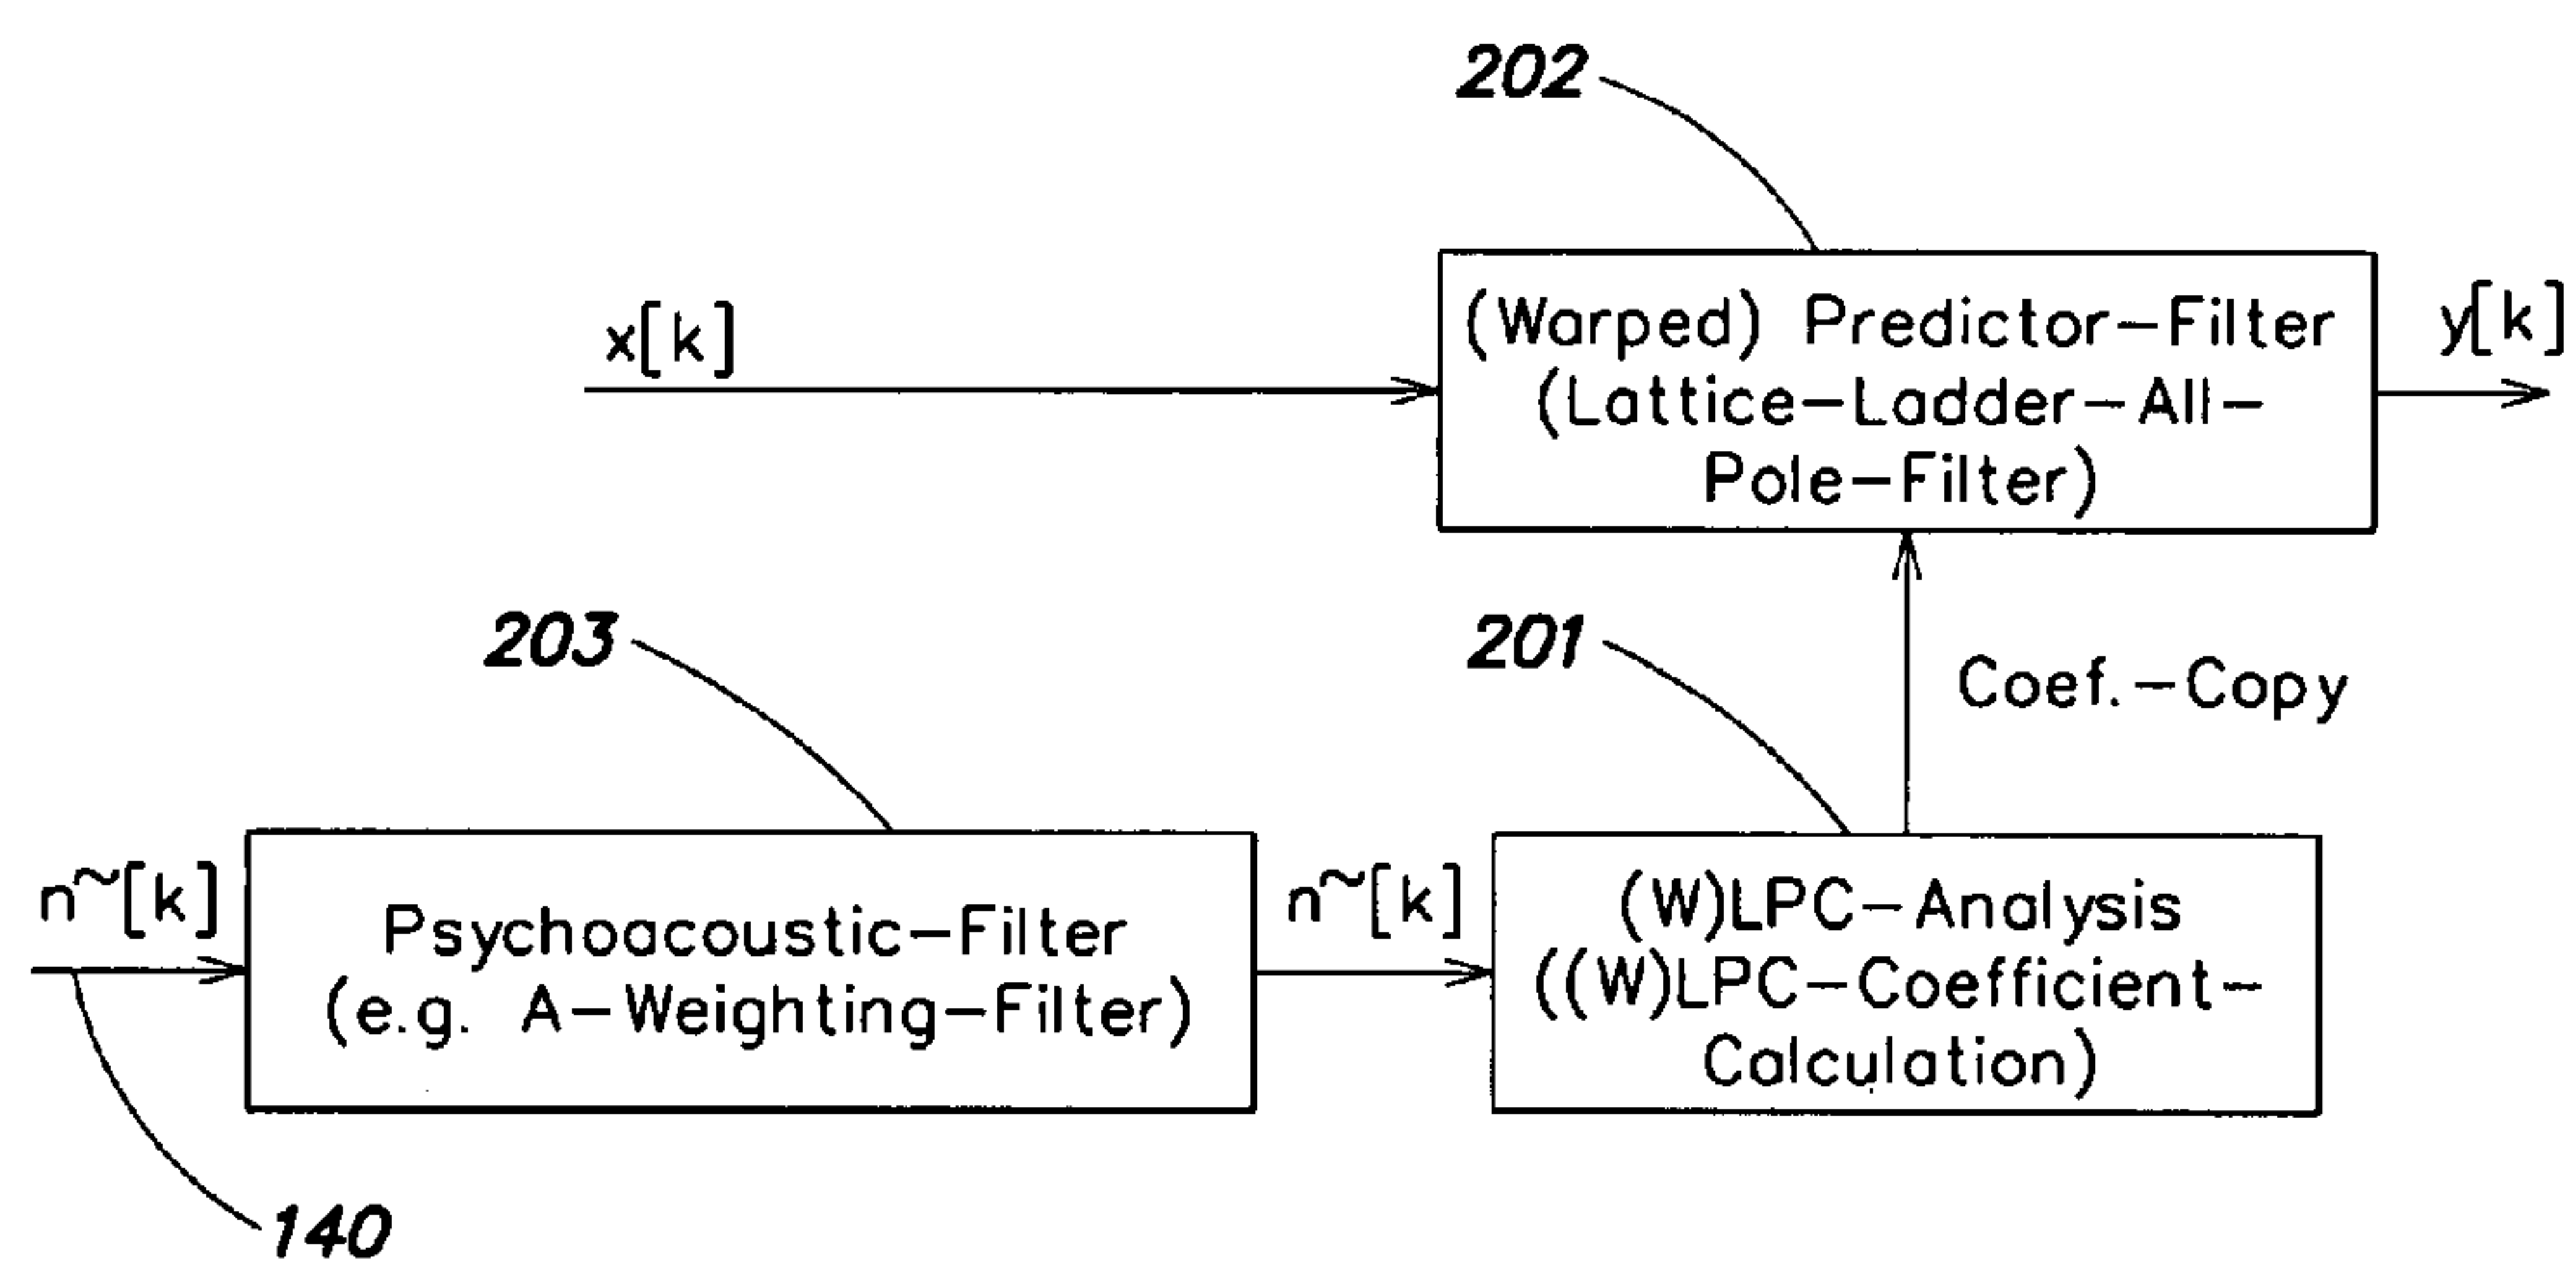 202
x[k]
(Warped) Predictor-Filter
(Lattice-Ladder-All-
Pole-Filter)
y[k]
203
201
Coef.-Copy
n~[k]
Psychoacoustic-Filter
(e.g. A-Weighting-Filter)
n~[k]
(W)LPC-Analysis
((W)LPC-Coefficient-
Calculation)
140